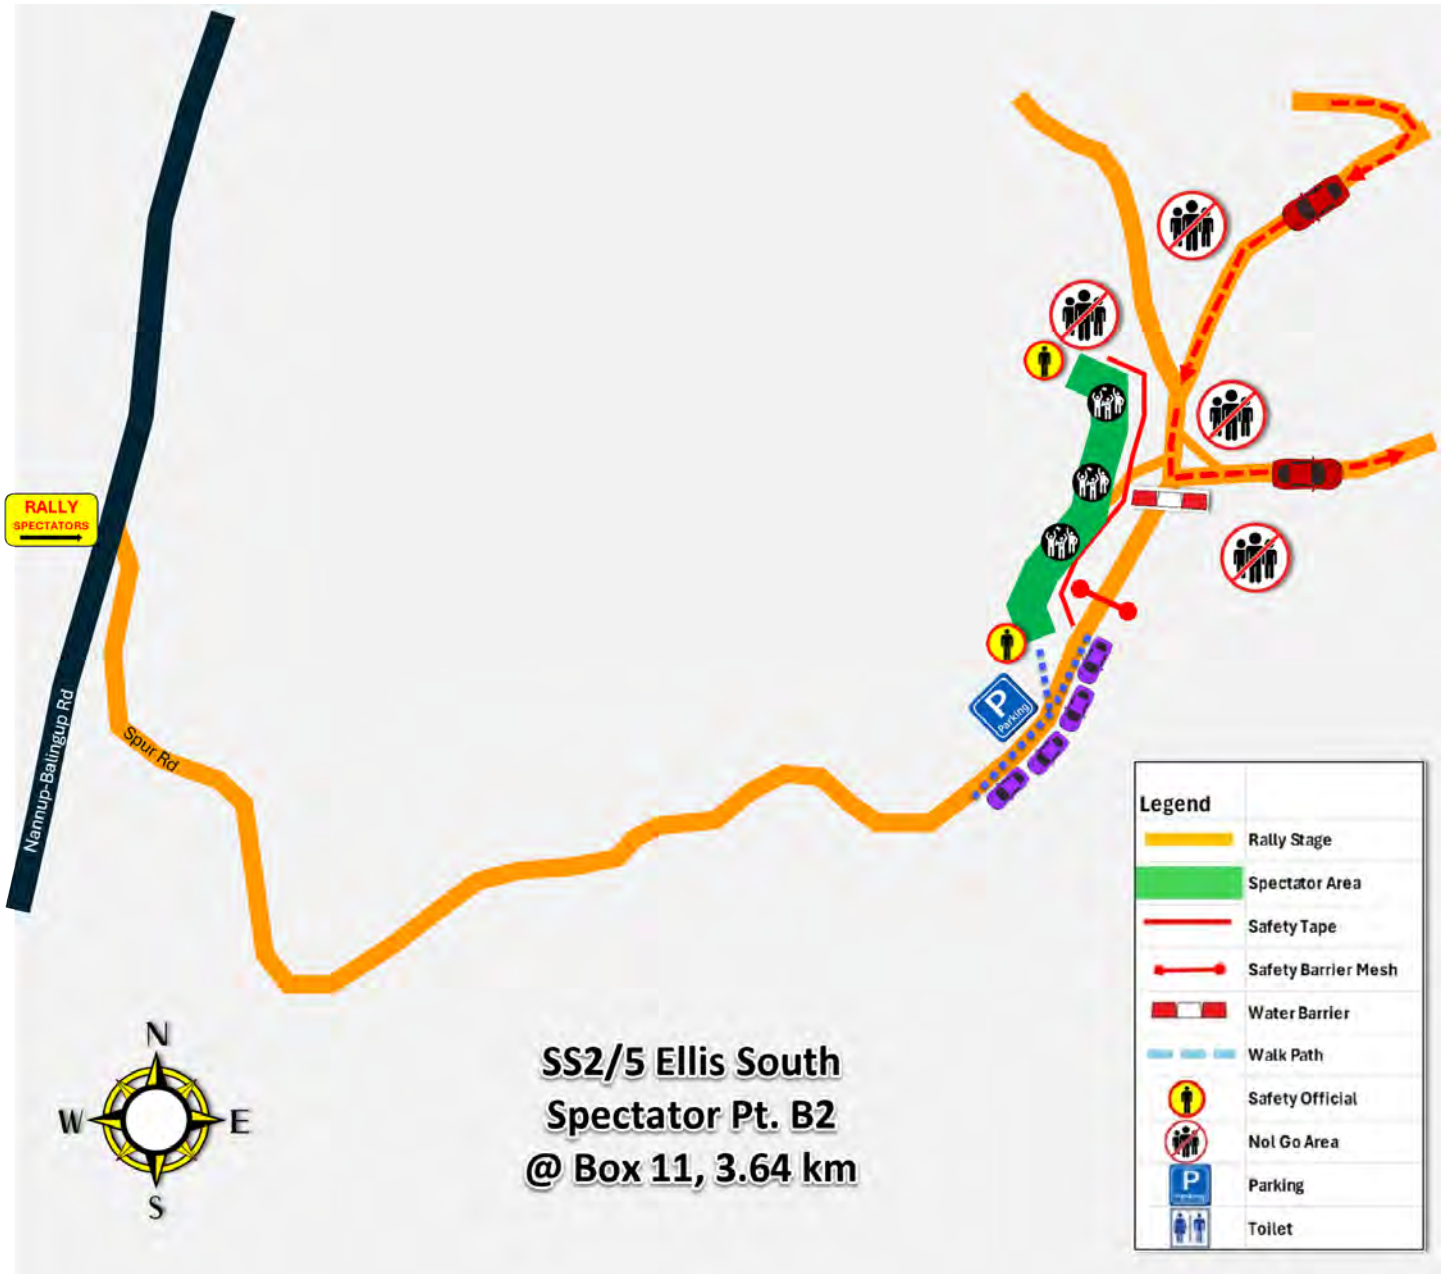 RALLY
SPECTATORS
Nannup-Balingup Rd
Spur Rd
P
Parking
N
W
E
S
SS2/5 Ellis South
Spectator Pt. B2
@ Box 11, 3.64 km
Legend
Rally Stage
Spectator Area
Safety Tape
Safety Barrier Mesh
Water Barrier
Walk Path
Safety Official
Nol Go Area
P
Parking
Parking
Toilet